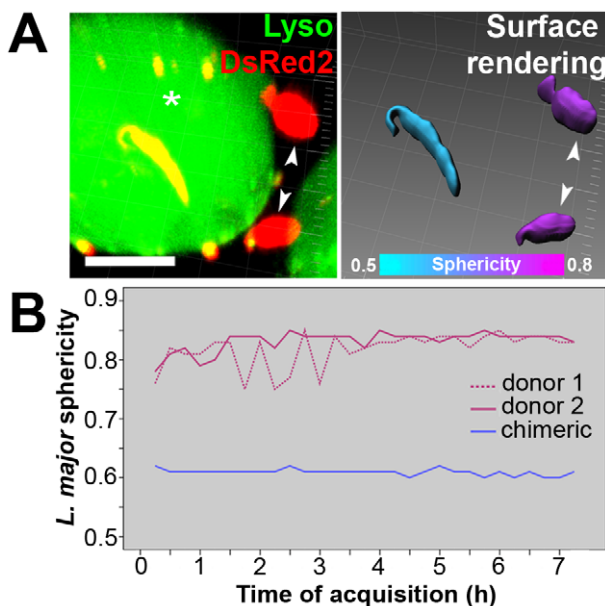 A
Lyso
DsRed2
*
Surface
rendering
0.5 Sphericity 0.8
B
0.9
0.8
0.7
0.6
0.5
L. major sphericity
donor 1
donor 2
chimeric
0 1 2 3 4 5 6 7
Time of acquisition (h)